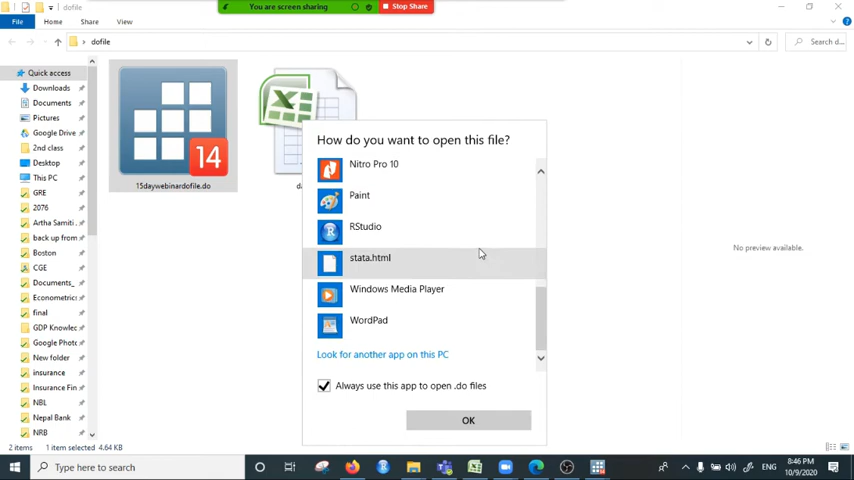 dofile
You are screen sharing
Stop Share
File
Home
Share
View
dofile
Search d...
Quick access
Downloads
Documents
Pictures
Google Drive
2nd class
Desktop
This PC
GRE
2076
Artha Samiti
back up from
Boston
CGE
Documents_
Econometrics
final
GDP Knowlec
Google Photo
New folder
insurance
Insurance Fin
NBL
Nepal Bank
NRB
14
15daywebinardofile.do
How do you want to open this file?
Nitro Pro 10
Paint
RStudio
stata.html
Windows Media Player
WordPad
Look for another app on this PC
Always use this app to open .do files
OK
No preview available.
2 items
1 item selected 4.64 KB
Type here to search
ENG
8:46 PM
10/9/2020